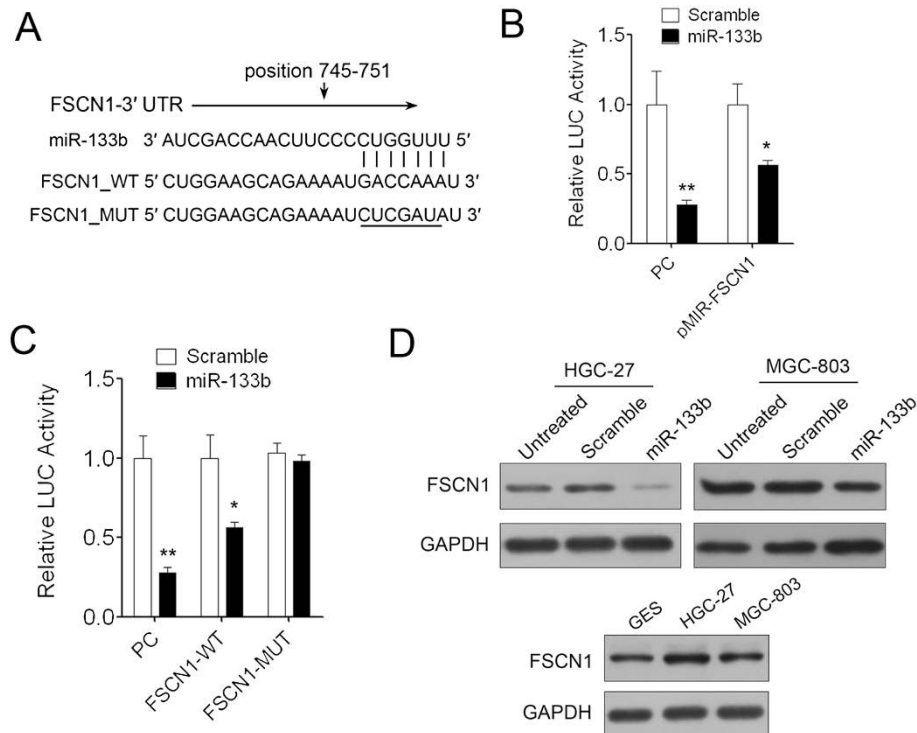 A
position 745-751
FSCN1-3′ UTR
miR-133b 3′ AUCGACCAACUUCCCCUGGUUU 5′
FSCN1_WT 5′ CUGGAAGCAGAAAAUGACCAAAU 3′
FSCN1_MUT 5′ CUGGAAGCAGAAAAUCUCGAUAU 3′
B
Scramble
miR-133b
Relative LUC Activity
1.5
1.0
0.5
0.0
**
*
PC
pMIR-FSCN1
C
Scramble
miR-133b
Relative LUC Activity
1.5
1.0
0.5
0.0
**
*
PC
FSCN1-WT
FSCN1-MUT
D
HGC-27
MGC-803
Untreated Scramble miR-133b
Untreated Scramble miR-133b
FSCN1
GAPDH
GES HGC-27 MGC-803
FSCN1
GAPDH